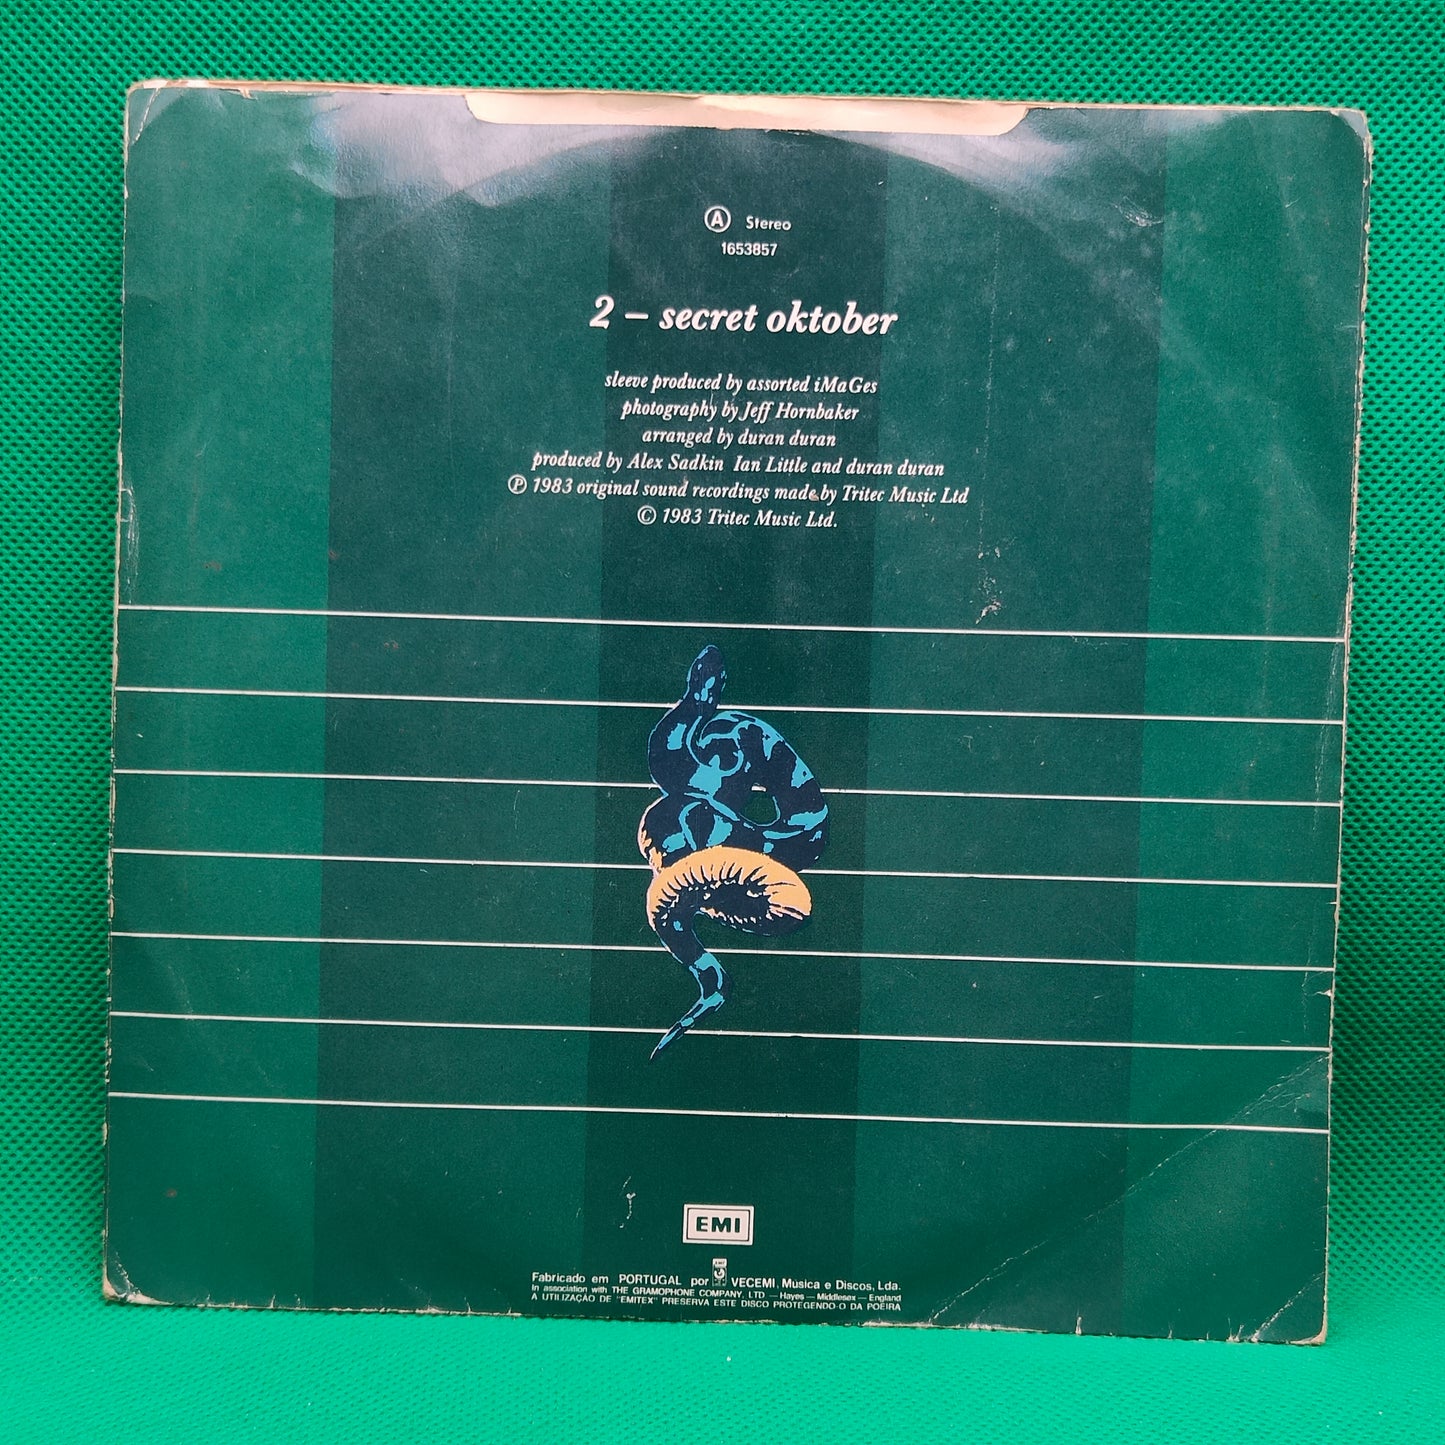 Ⓐ Stereo
1653857
2 – secret oktober
sleeve produced by assorted iMaGes
photography by Jeff Hornbaker
arranged by duran duran
produced by Alex Sadkin Ian Little and duran duran
Ⓟ 1983 original sound recordings made by Tritec Music Ltd
© 1983 Tritec Music Ltd.
EMI
Fabricado em PORTUGAL por VECEMI, Musica e Discos, Lda.
In association with THE GRAMOPHONE COMPANY, LTD — Hayes — Middlesex — England
A UTILIZAÇÃO DE "EMITEX" PRESERVA ESTE DISCO PROTEGENDO-O DA POEIRA